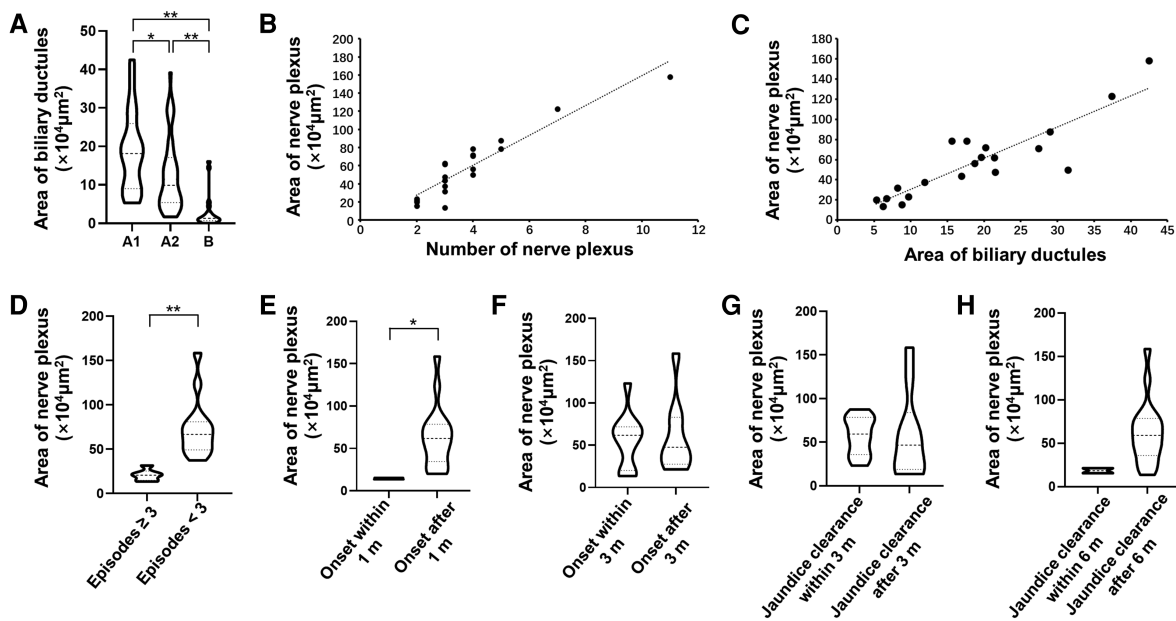 A
**
*
**
Area of biliary ductules
(×10⁴μm²)
50
40
30
20
10
0
A1 A2 B
B
Area of nerve plexus
(×10⁴μm²)
200
180
160
140
120
100
80
60
40
20
0
0 2 4 6 8 10 12
Number of nerve plexus
C
Area of nerve plexus
(×10⁴μm²)
180
160
140
120
100
80
60
40
20
0
0 5 10 15 20 25 30 35 40 45
Area of biliary ductules
D
**
Area of nerve plexus
(×10⁴μm²)
200
150
100
50
0
Episodes ≥ 3
Episodes < 3
E
*
Area of nerve plexus
(×10⁴μm²)
200
150
100
50
0
Onset within
1 m
Onset after
1 m
F
Area of nerve plexus
(×10⁴μm²)
200
150
100
50
0
Onset within
3 m
Onset after
3 m
G
Area of nerve plexus
(×10⁴μm²)
200
150
100
50
0
Jaundice clearance
within 3 m
Jaundice clearance
after 3 m
H
Area of nerve plexus
(×10⁴μm²)
200
150
100
50
0
Jaundice clearance
within 6 m
Jaundice clearance
after 6 m